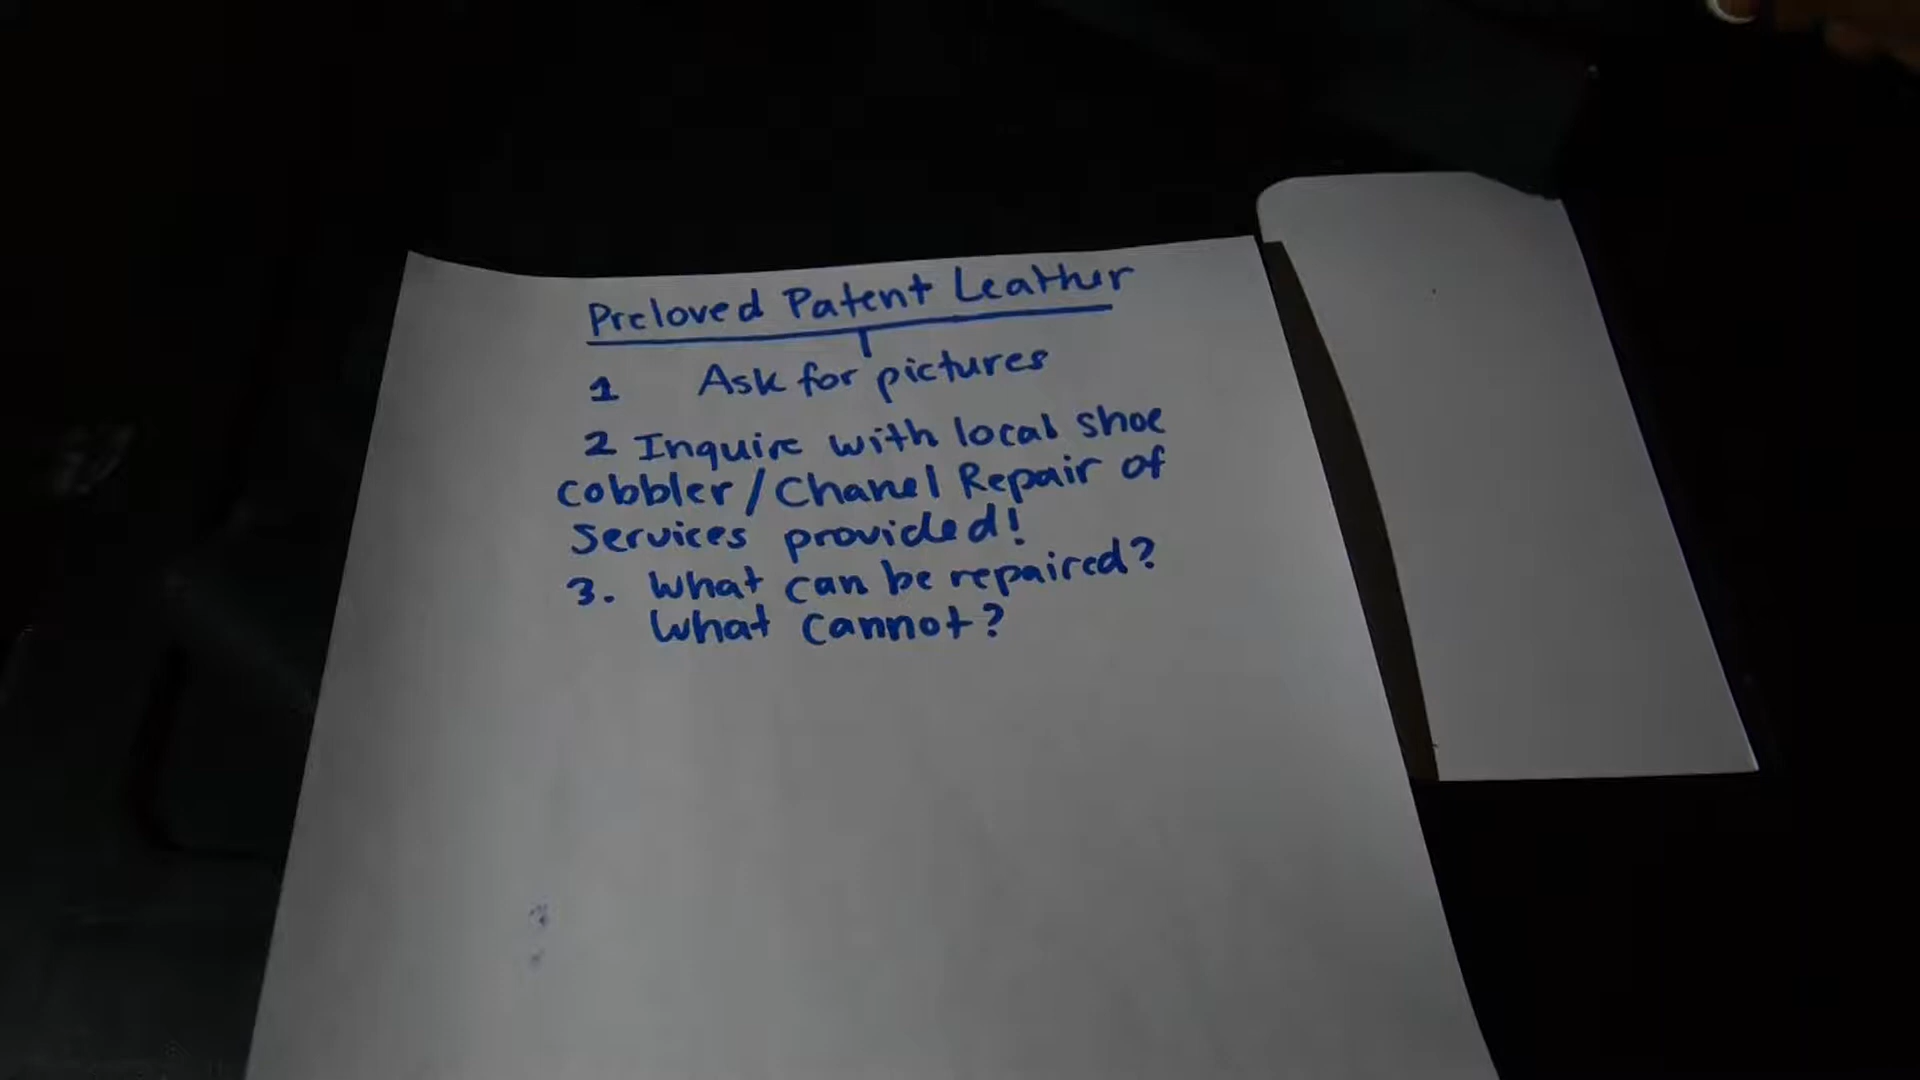 Preloved Patent Leather
1 Ask for pictures
2 Inquire with local shoe
cobbler/Chanel Repair of
Services provided!
3. What can be repaired?
What cannot?